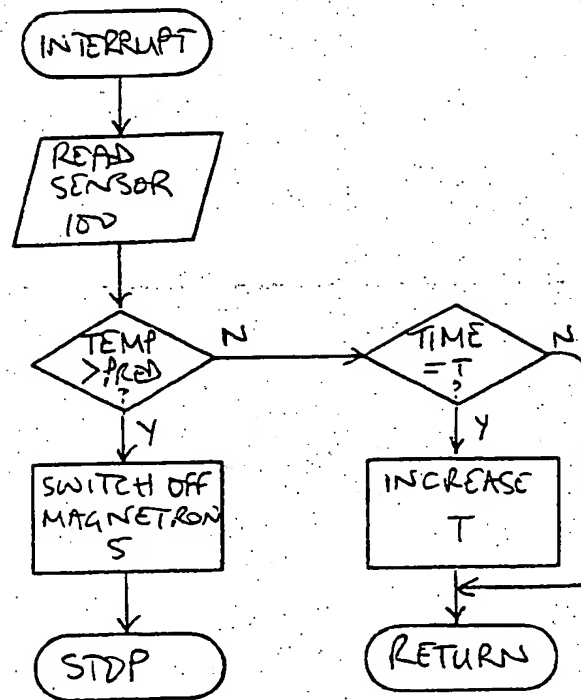 INTERRUPT
READ
SENSOR
100
TEMP
> PRED
?
N
TIME
= T
?
N
Y
Y
SWITCH OFF
MAGNETRON
5
INCREASE
T
STOP
RETURN